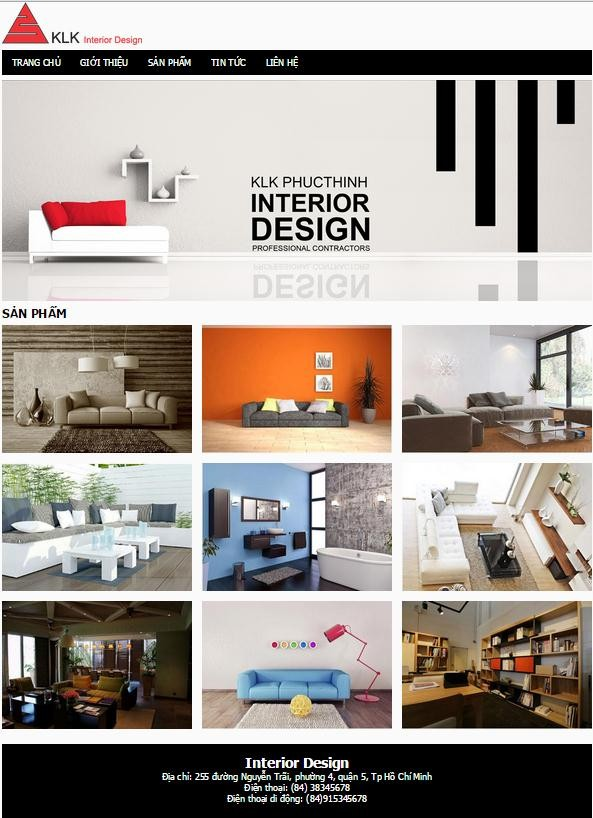 KLK Interior Design
TRANG CHỦ GIỚI THIỆU SẢN PHẨM TIN TỨC LIÊN HỆ
KLK PHUCTHINH
INTERIOR
DESIGN
PROFESSIONAL CONTRACTORS
SẢN PHẨM
Interior Design
Địa chỉ: 255 đường Nguyễn Trãi, phường 4, quận 5, Tp Hồ Chí Minh
Điện thoại: (84) 38345678
Điện thoại di động: (84)915345678